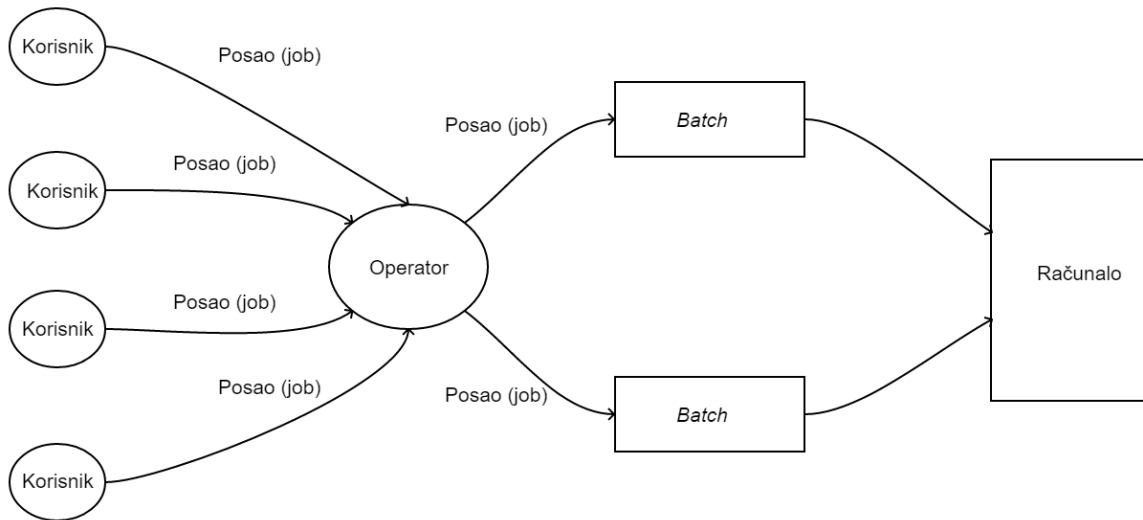 Korisnik
Posao (job)
Korisnik
Posao (job)
Korisnik
Posao (job)
Korisnik
Posao (job)
Operator
Posao (job)
Posao (job)
Batch
Batch
Računalo